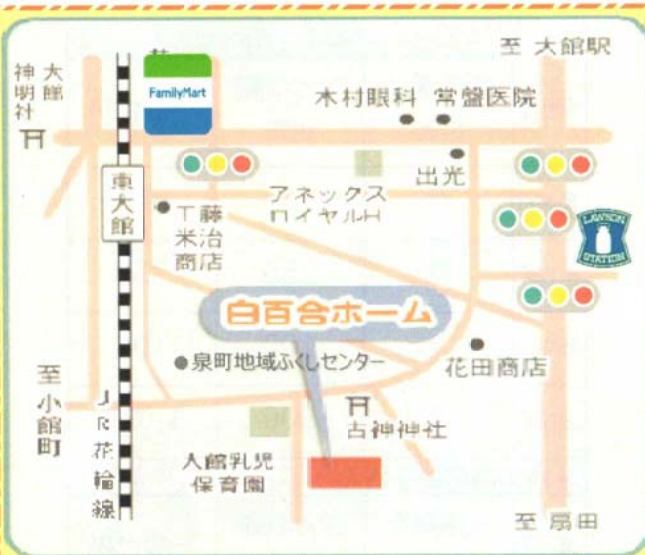 至 大館駅
大館
神明社
FamilyMart
木村眼科 常盤医院
出光
東大館
工藤
米治
商店
アネックス
ロイヤルH
LAWSON
STATION
白百合ホーム
泉町地域ふくしセンター
花田商店
至
小館町
JR花輪線
古神神社
大館乳児
保育園
至 扇田